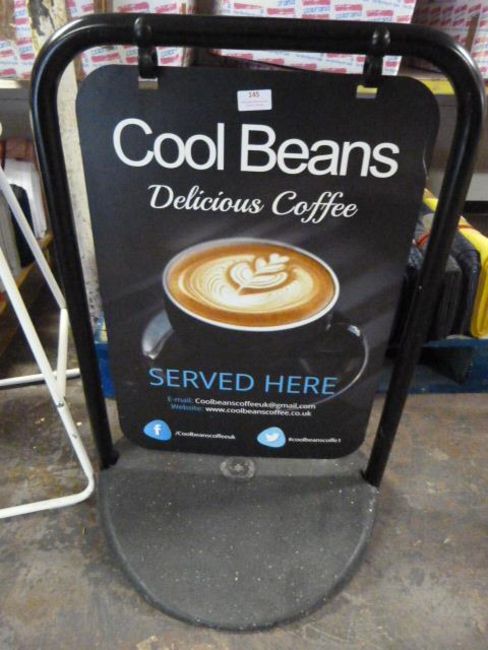 145
Cool Beans
Delicious Coffee
SERVED HERE
E-mail: Coolbeanscoffeeuk@gmail.com
Website: www.coolbeanscoffee.co.uk
/Coolbeanscoffeeuk